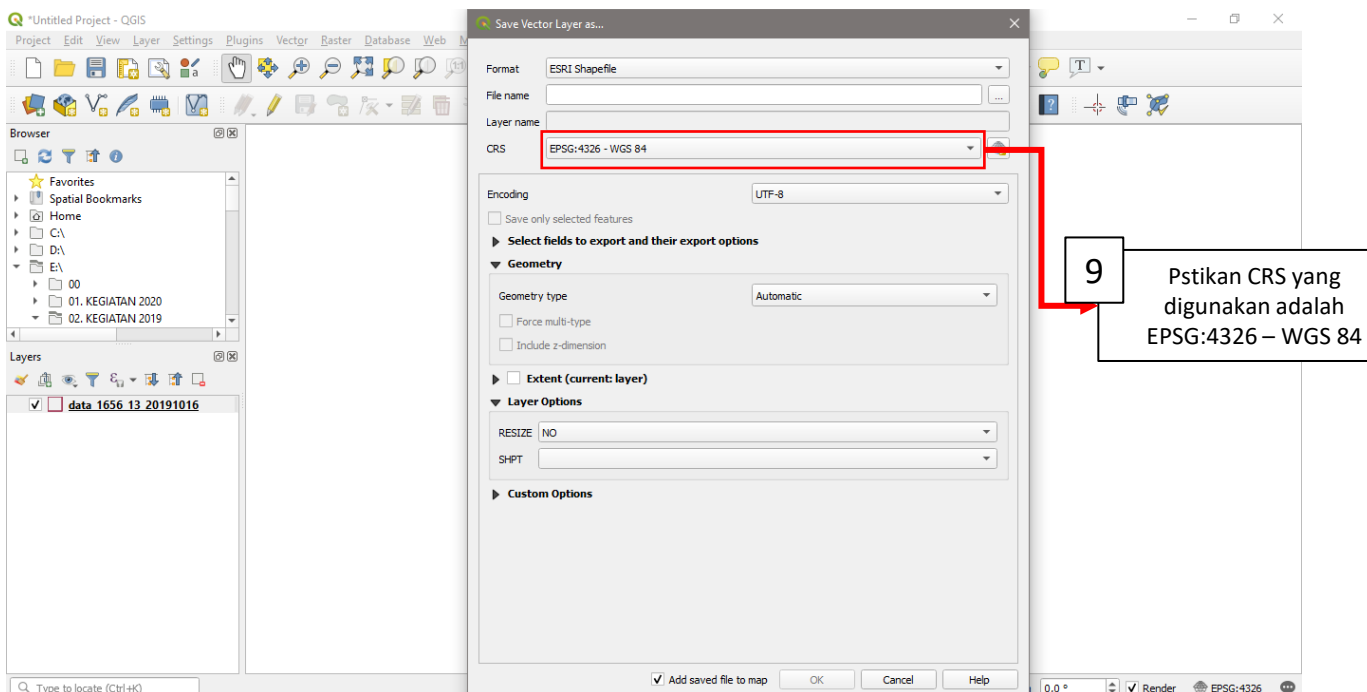 *Untitled Project - QGIS
Project Edit View Layer Settings Plugins Vector Raster Database Web
Browser
Favorites
Spatial Bookmarks
Home
C:\
D:\
E:\
00
01. KEGIATAN 2020
02. KEGIATAN 2019
Layers
data_1656_13_20191016
Type to locate (Ctrl+K)
Save Vector Layer as...
Format ESRI Shapefile
File name
...
Layer name
CRS EPSG:4326 - WGS 84
Encoding UTF-8
Save only selected features
Select fields to export and their export options
Geometry
Geometry type Automatic
Force multi-type
Include z-dimension
Extent (current: layer)
Layer Options
RESIZE NO
SHPT
Custom Options
Add saved file to map OK Cancel Help
T
9
Pstikan CRS yang
digunakan adalah
EPSG:4326 – WGS 84
0.0 ° Render EPSG:4326